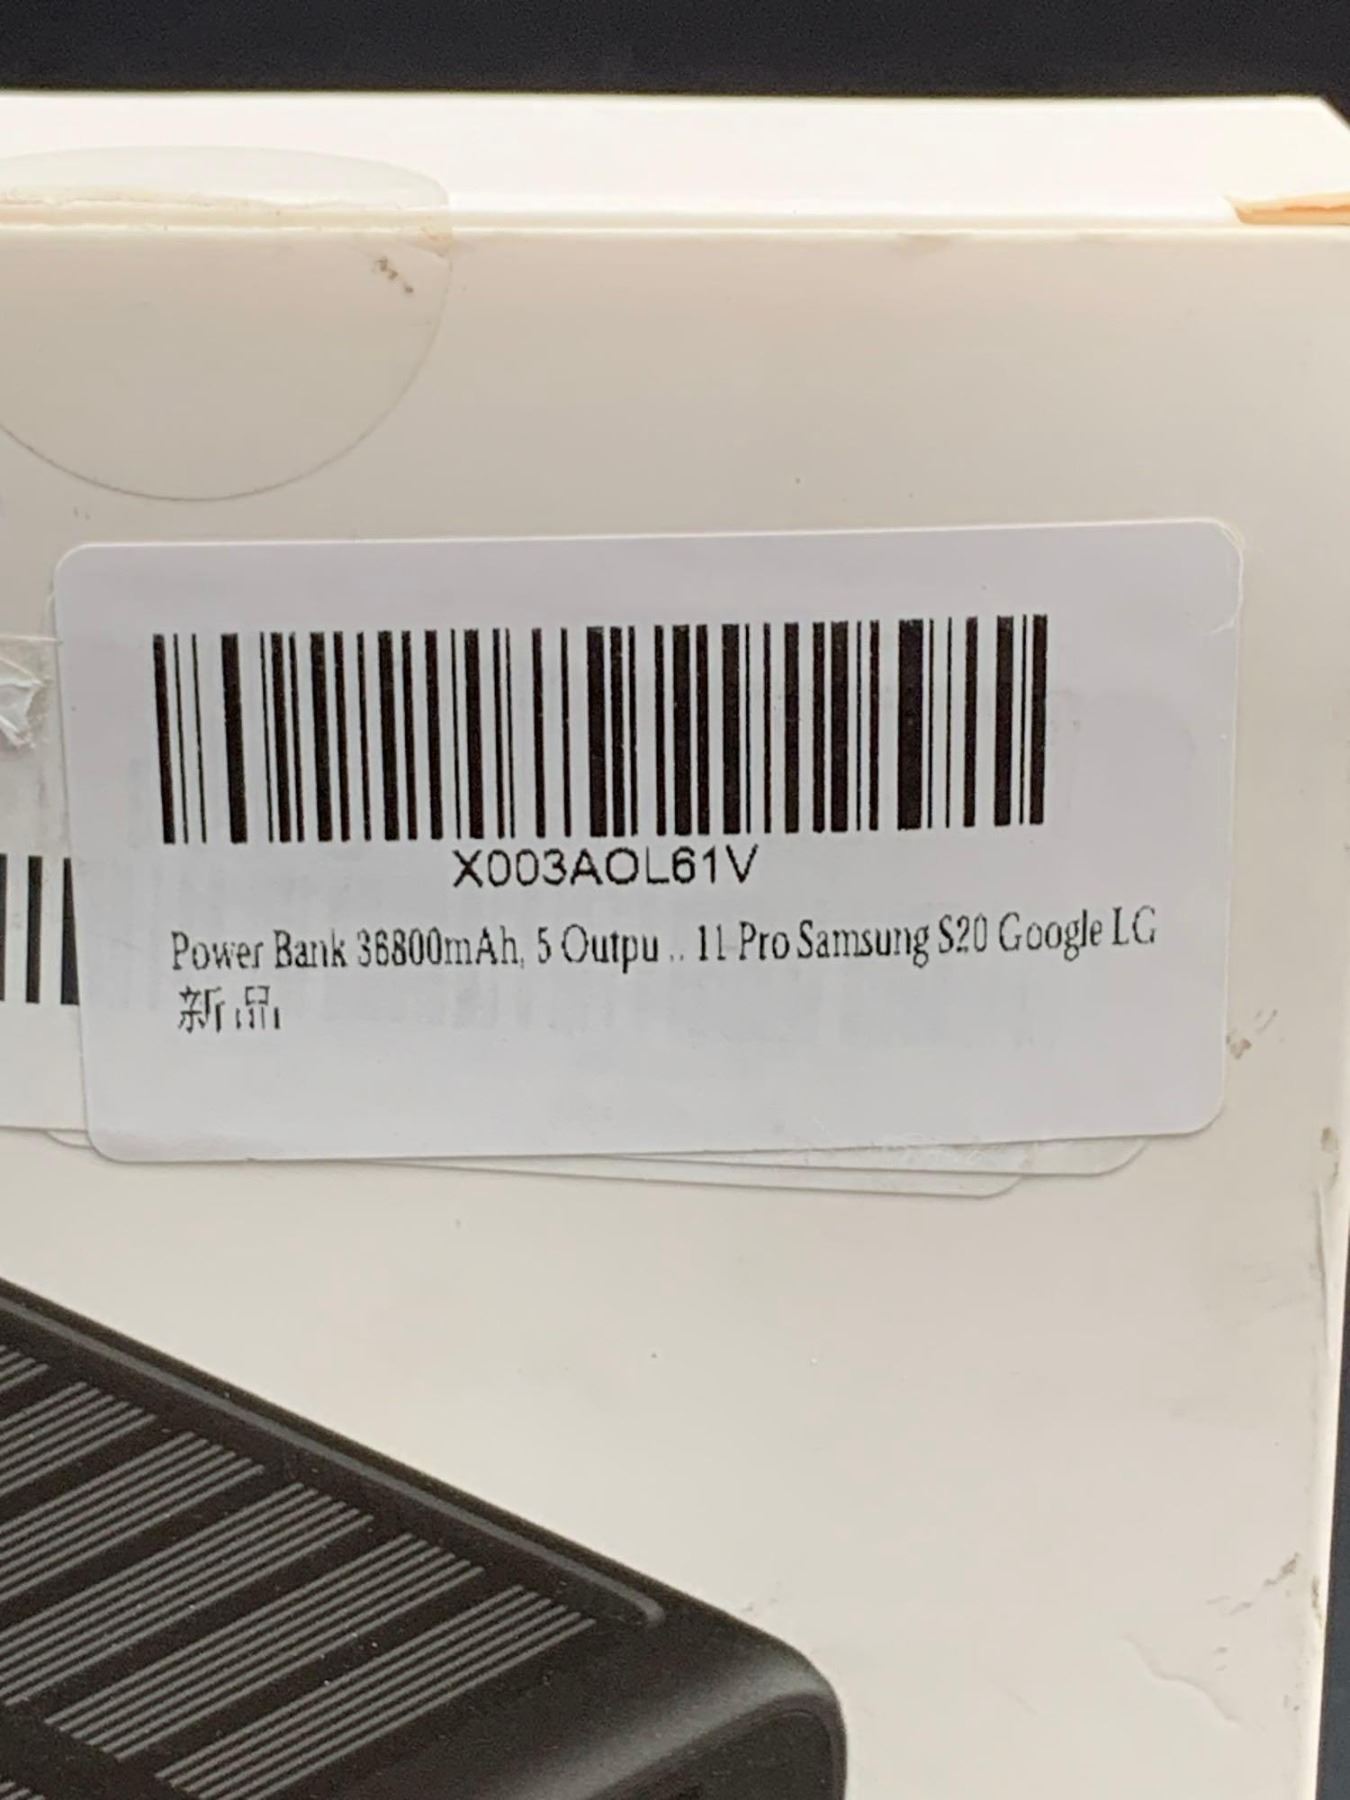 X003AOL61V
Power Bank 36800mAh, 5 Outpu .. 11 Pro Samsung S20 Google LG
新品